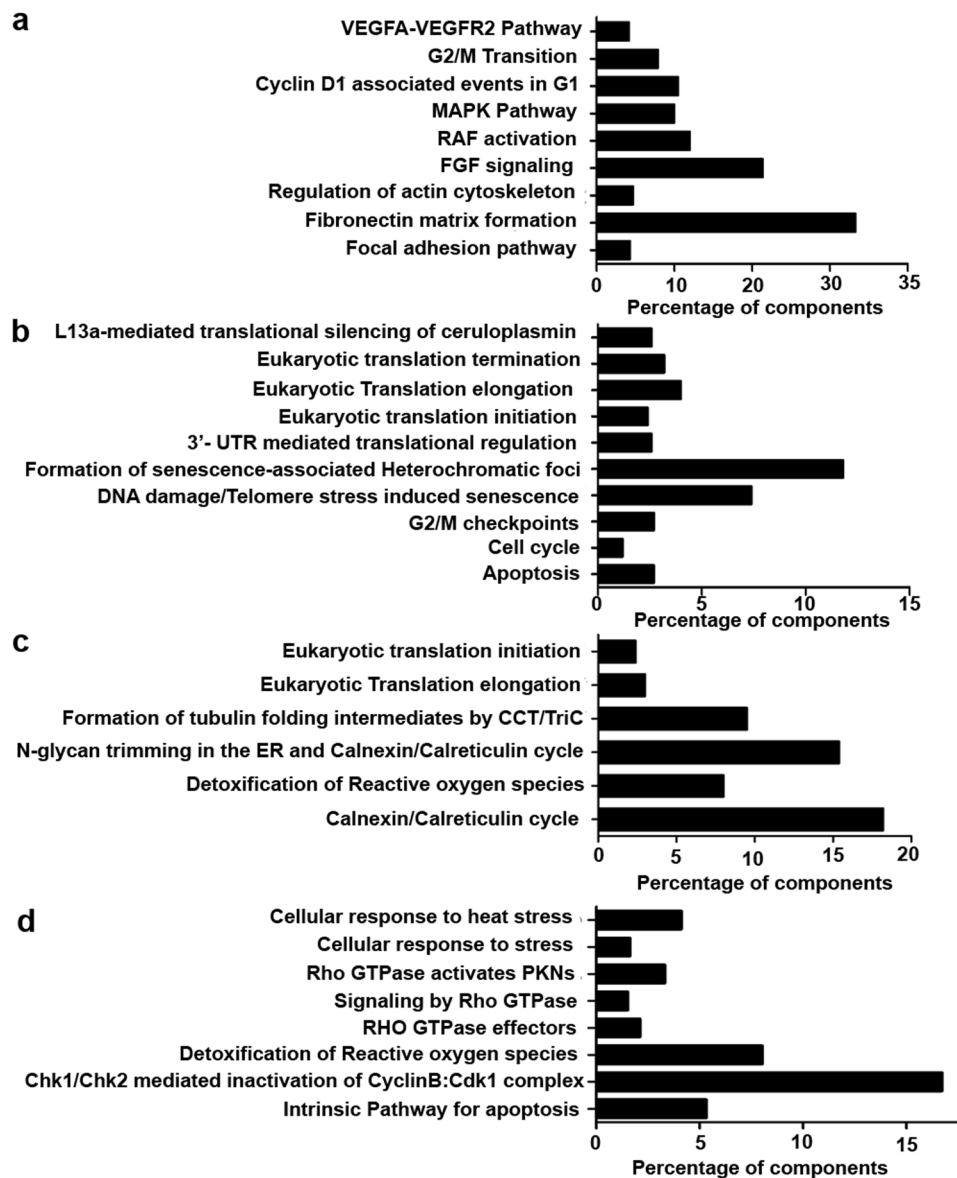 a
VEGFA-VEGFR2 Pathway
G2/M Transition
Cyclin D1 associated events in G1
MAPK Pathway
RAF activation
FGF signaling
Regulation of actin cytoskeleton
Fibronectin matrix formation
Focal adhesion pathway
0 10 20 30 35
Percentage of components
b
L13a-mediated translational silencing of ceruloplasmin
Eukaryotic translation termination
Eukaryotic Translation elongation
Eukaryotic translation initiation
3’- UTR mediated translational regulation
Formation of senescence-associated Heterochromatic foci
DNA damage/Telomere stress induced senescence
G2/M checkpoints
Cell cycle
Apoptosis
0 5 10 15
Percentage of components
c
Eukaryotic translation initiation
Eukaryotic Translation elongation
Formation of tubulin folding intermediates by CCT/TriC
N-glycan trimming in the ER and Calnexin/Calreticulin cycle
Detoxification of Reactive oxygen species
Calnexin/Calreticulin cycle
0 5 10 15 20
Percentage of components
d
Cellular response to heat stress
Cellular response to stress
Rho GTPase activates PKNs
Signaling by Rho GTPase
RHO GTPase effectors
Detoxification of Reactive oxygen species
Chk1/Chk2 mediated inactivation of CyclinB:Cdk1 complex
Intrinsic Pathway for apoptosis
0 5 10 15
Percentage of components